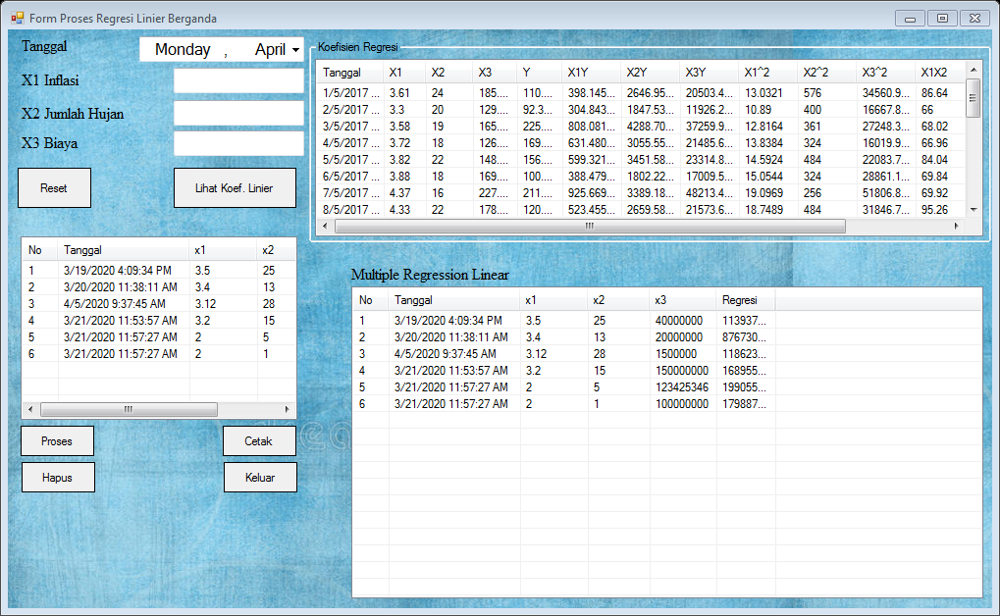 Form Proses Regresi Linier Berganda
Tanggal
Monday , April
X1 Inflasi
X2 Jumlah Hujan
X3 Biaya
Reset
Lihat Koef. Linier
Koefisien Regresi
Tanggal X1 X2 X3 Y X1Y X2Y X3Y X1^2 X2^2 X3^2 X1X2
1/5/2017 ... 3.61 24 185.... 110.... 398.145... 2646.95... 20503.4... 13.0321 576 34560.9... 86.64
2/5/2017 ... 3.3 20 129.... 92.3... 304.843... 1847.53... 11926.2... 10.89 400 16667.8... 66
3/5/2017 ... 3.58 19 165.... 225.... 808.081... 4288.70... 37259.9... 12.8164 361 27248.3... 68.02
4/5/2017 ... 3.72 18 126.... 169.... 631.480... 3055.55... 21485.6... 13.8384 324 16019.9... 66.96
5/5/2017 ... 3.82 22 148.... 156.... 599.321... 3451.58... 23314.8... 14.5924 484 22083.7... 84.04
6/5/2017 ... 3.88 18 169.... 100.... 388.479... 1802.22... 17009.5... 15.0544 324 28861.1... 69.84
7/5/2017 ... 4.37 16 227.... 211.... 925.669... 3389.18... 48213.4... 19.0969 256 51806.8... 69.92
8/5/2017 ... 4.33 22 178.... 120.... 523.455... 2659.58... 21573.6... 18.7489 484 31846.7... 95.26
No Tanggal x1 x2
1 3/19/2020 4:09:34 PM 3.5 25
2 3/20/2020 11:38:11 AM 3.4 13
3 4/5/2020 9:37:45 AM 3.12 28
4 3/21/2020 11:53:57 AM 3.2 15
5 3/21/2020 11:57:27 AM 2 5
6 3/21/2020 11:57:27 AM 2 1
Proses
Cetak
Hapus
Keluar
Multiple Regression Linear
No Tanggal x1 x2 x3 Regresi
1 3/19/2020 4:09:34 PM 3.5 25 40000000 113937...
2 3/20/2020 11:38:11 AM 3.4 13 20000000 876730...
3 4/5/2020 9:37:45 AM 3.12 28 1500000 118623...
4 3/21/2020 11:53:57 AM 3.2 15 150000000 168955...
5 3/21/2020 11:57:27 AM 2 5 123425346 199055...
6 3/21/2020 11:57:27 AM 2 1 100000000 179887...